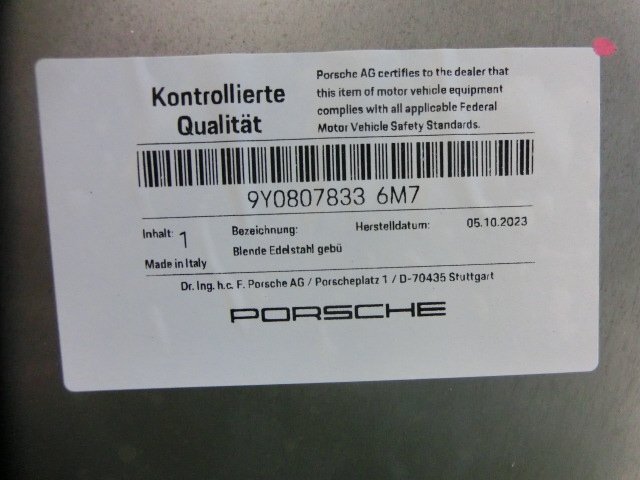 Kontrollierte
Qualität
Porsche AG certifies to the dealer that
this item of motor vehicle equipment
complies with all applicable Federal
Motor Vehicle Safety Standards.
9Y0807833 6M7
Inhalt: 1
Bezeichnung:
Herstelldatum:
05.10.2023
Blende Edelstahl gebü
Made in Italy
Dr. Ing. h.c. F. Porsche AG / Porscheplatz 1 / D-70435 Stuttgart
PORSCHE